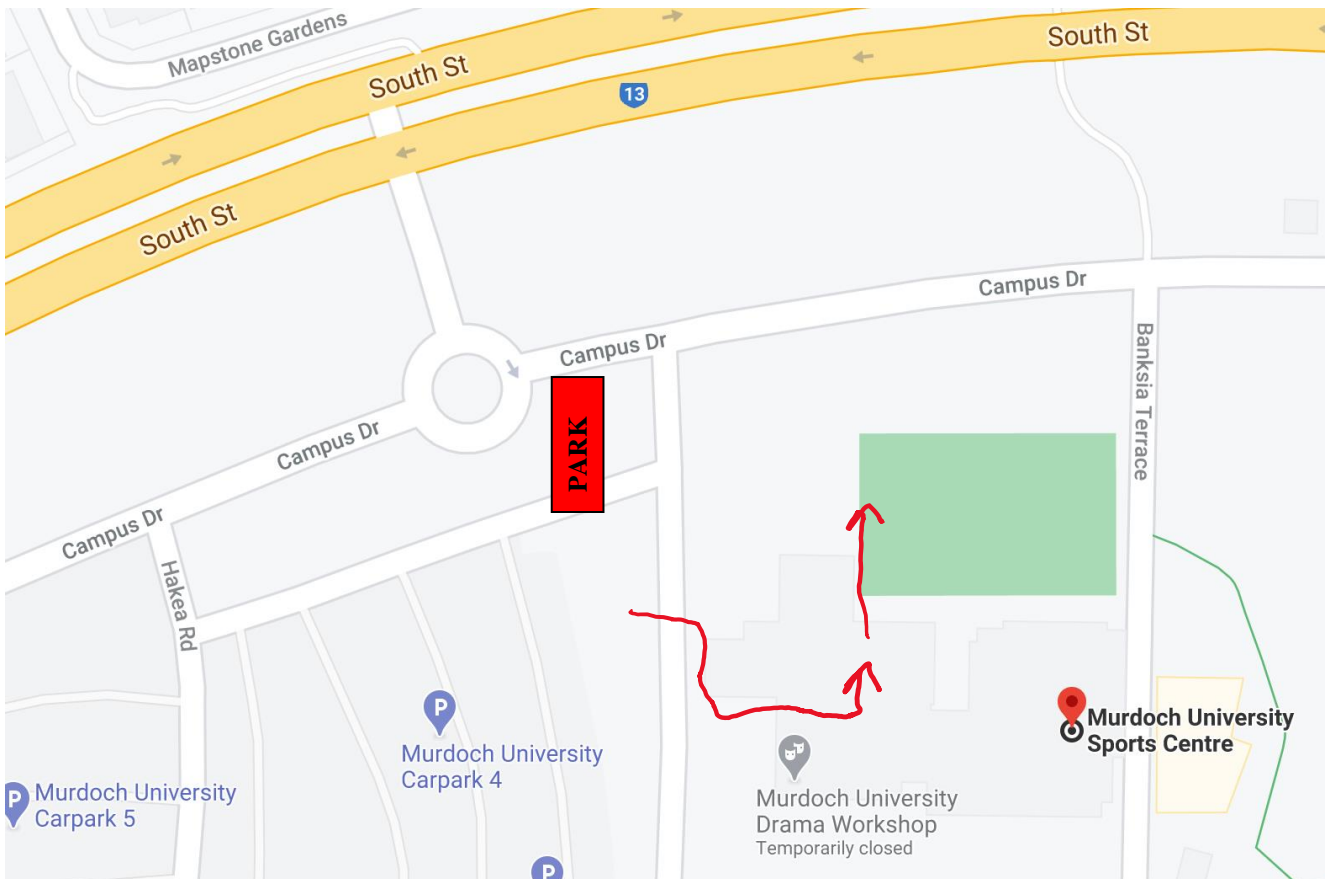 Mapstone Gardens
South St
South St
13
South St
Campus Dr
Campus Dr
Banksia Terrace
PARK
Campus Dr
Campus Dr
Hakea Rd
P
Murdoch University
Carpark 4
P
Murdoch University
Carpark 5
Murdoch University
Sports Centre
Murdoch University
Drama Workshop
Temporarily closed
P